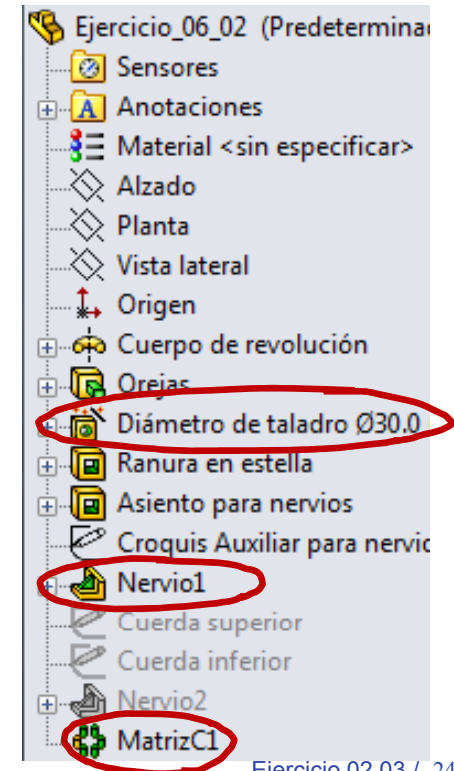 Ejercicio_06_02 (Predetermina
Sensores
Anotaciones
Material <sin especificar>
Alzado
Planta
Vista lateral
Origen
Cuerpo de revolución
Orejas
Diámetro de taladro Ø30.0
Ranura en estella
Asiento para nervios
Croquis Auxiliar para nervio
Nervio1
Cuerda superior
Cuerda inferior
Nervio2
MatrizC1
Ejercicio 02.03 / 24